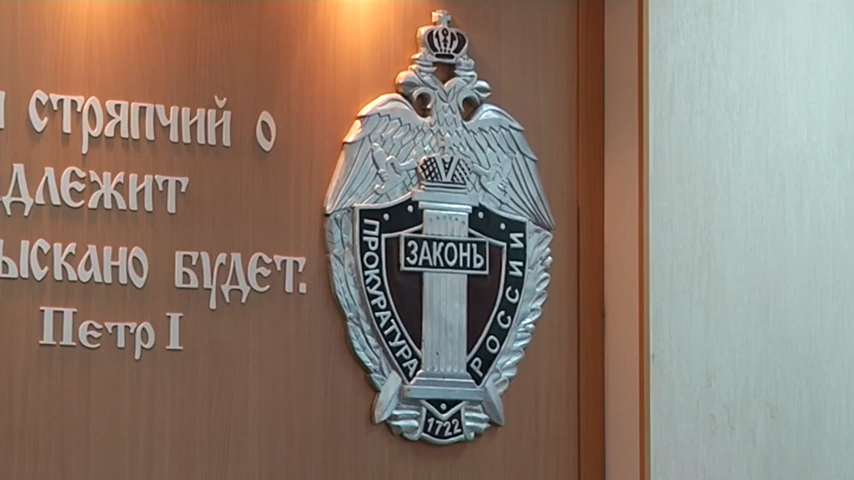 стряпчий о
длежит
ыскано будет.
Петр I
ЗАКОНЪ
ПРОКУРАТУРА
РОССИИ
1722